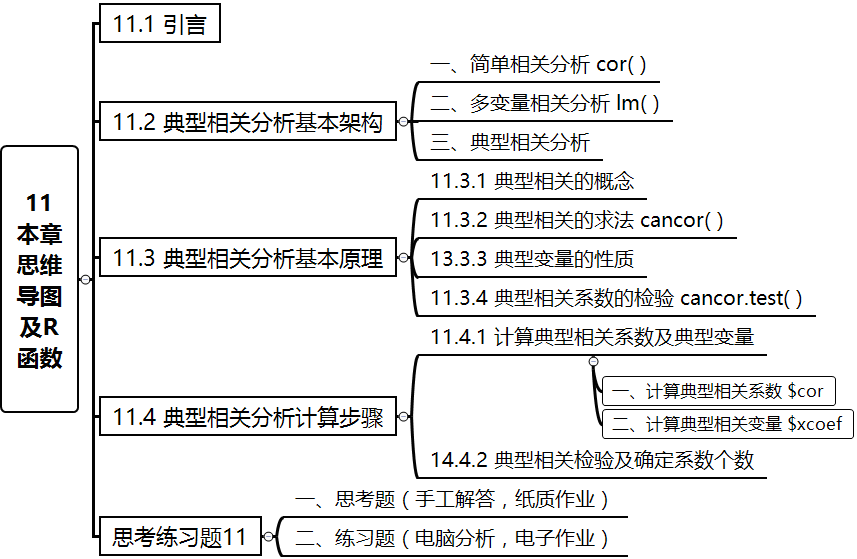 11
本章
思维
导图
及R
函数
11.1 引言
11.2 典型相关分析基本架构
一、简单相关分析 cor( )
二、多变量相关分析 lm( )
三、典型相关分析
11.3 典型相关分析基本原理
11.3.1 典型相关的概念
11.3.2 典型相关的求法 cancor( )
13.3.3 典型变量的性质
11.3.4 典型相关系数的检验 cancor.test( )
11.4 典型相关分析计算步骤
11.4.1 计算典型相关系数及典型变量
一、计算典型相关系数 $cor
二、计算典型相关变量 $xcoef
14.4.2 典型相关检验及确定系数个数
思考练习题11
一、思考题（手工解答，纸质作业）
二、练习题（电脑分析，电子作业）